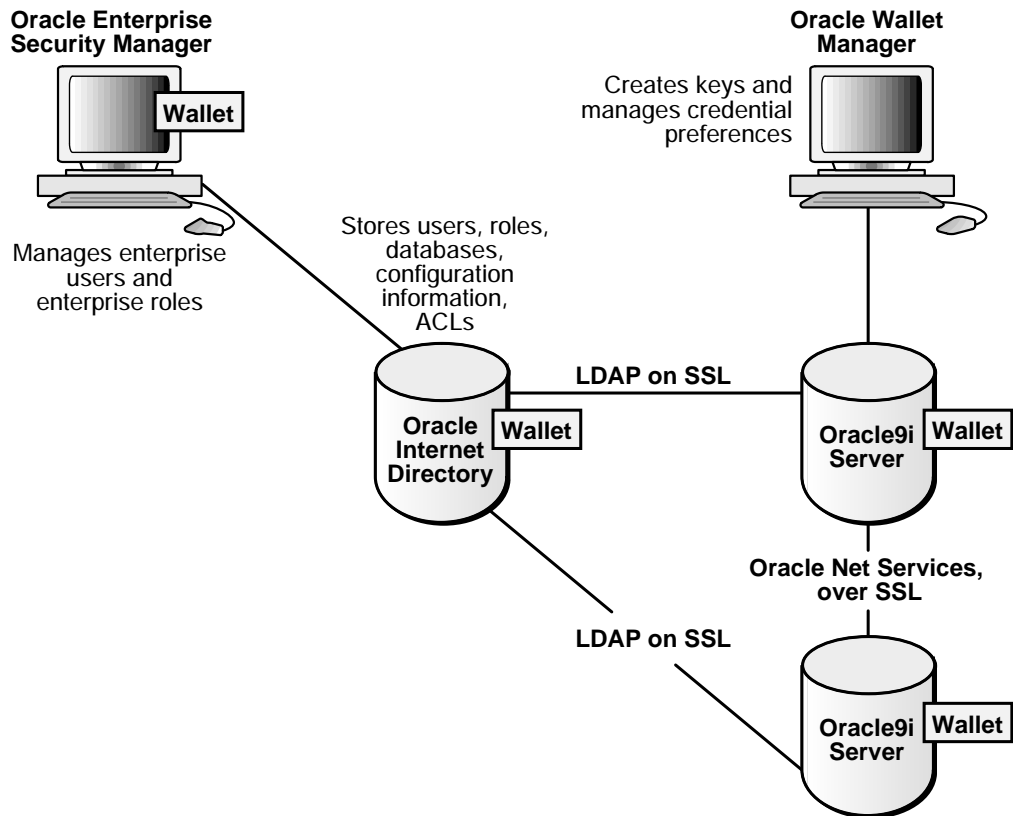 Oracle Enterprise
Security Manager
Wallet
Manages enterprise
users and
enterprise roles
Oracle Wallet
Manager
Creates keys and
manages credential
preferences
Stores users, roles,
databases,
configuration
information,
ACLs
Oracle
Internet
Directory
Wallet
LDAP on SSL
Oracle9i
Server
Wallet
Oracle Net Services,
over SSL
LDAP on SSL
Oracle9i
Server
Wallet